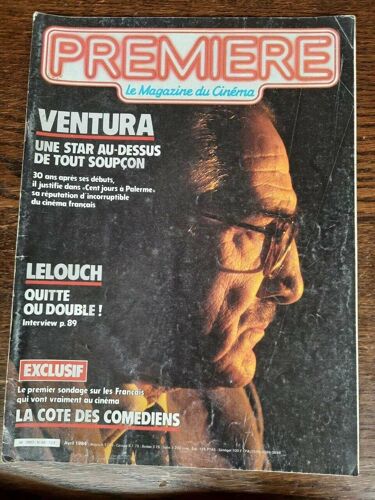 PREMIERE
le Magazine du Cinéma
VENTURA
UNE STAR AU-DESSUS
DE TOUT SOUPÇON
30 ans après ses débuts,
il justifie dans «Cent jours à Palerme»
sa réputation d'incorruptible
du cinéma français
LELOUCH
QUITTE
OU DOUBLE !
Interview p. 89
EXCLUSIF
Le premier sondage sur les Français
qui vont vraiment au cinéma
LA COTE DES COMEDIENS
Avril 1984